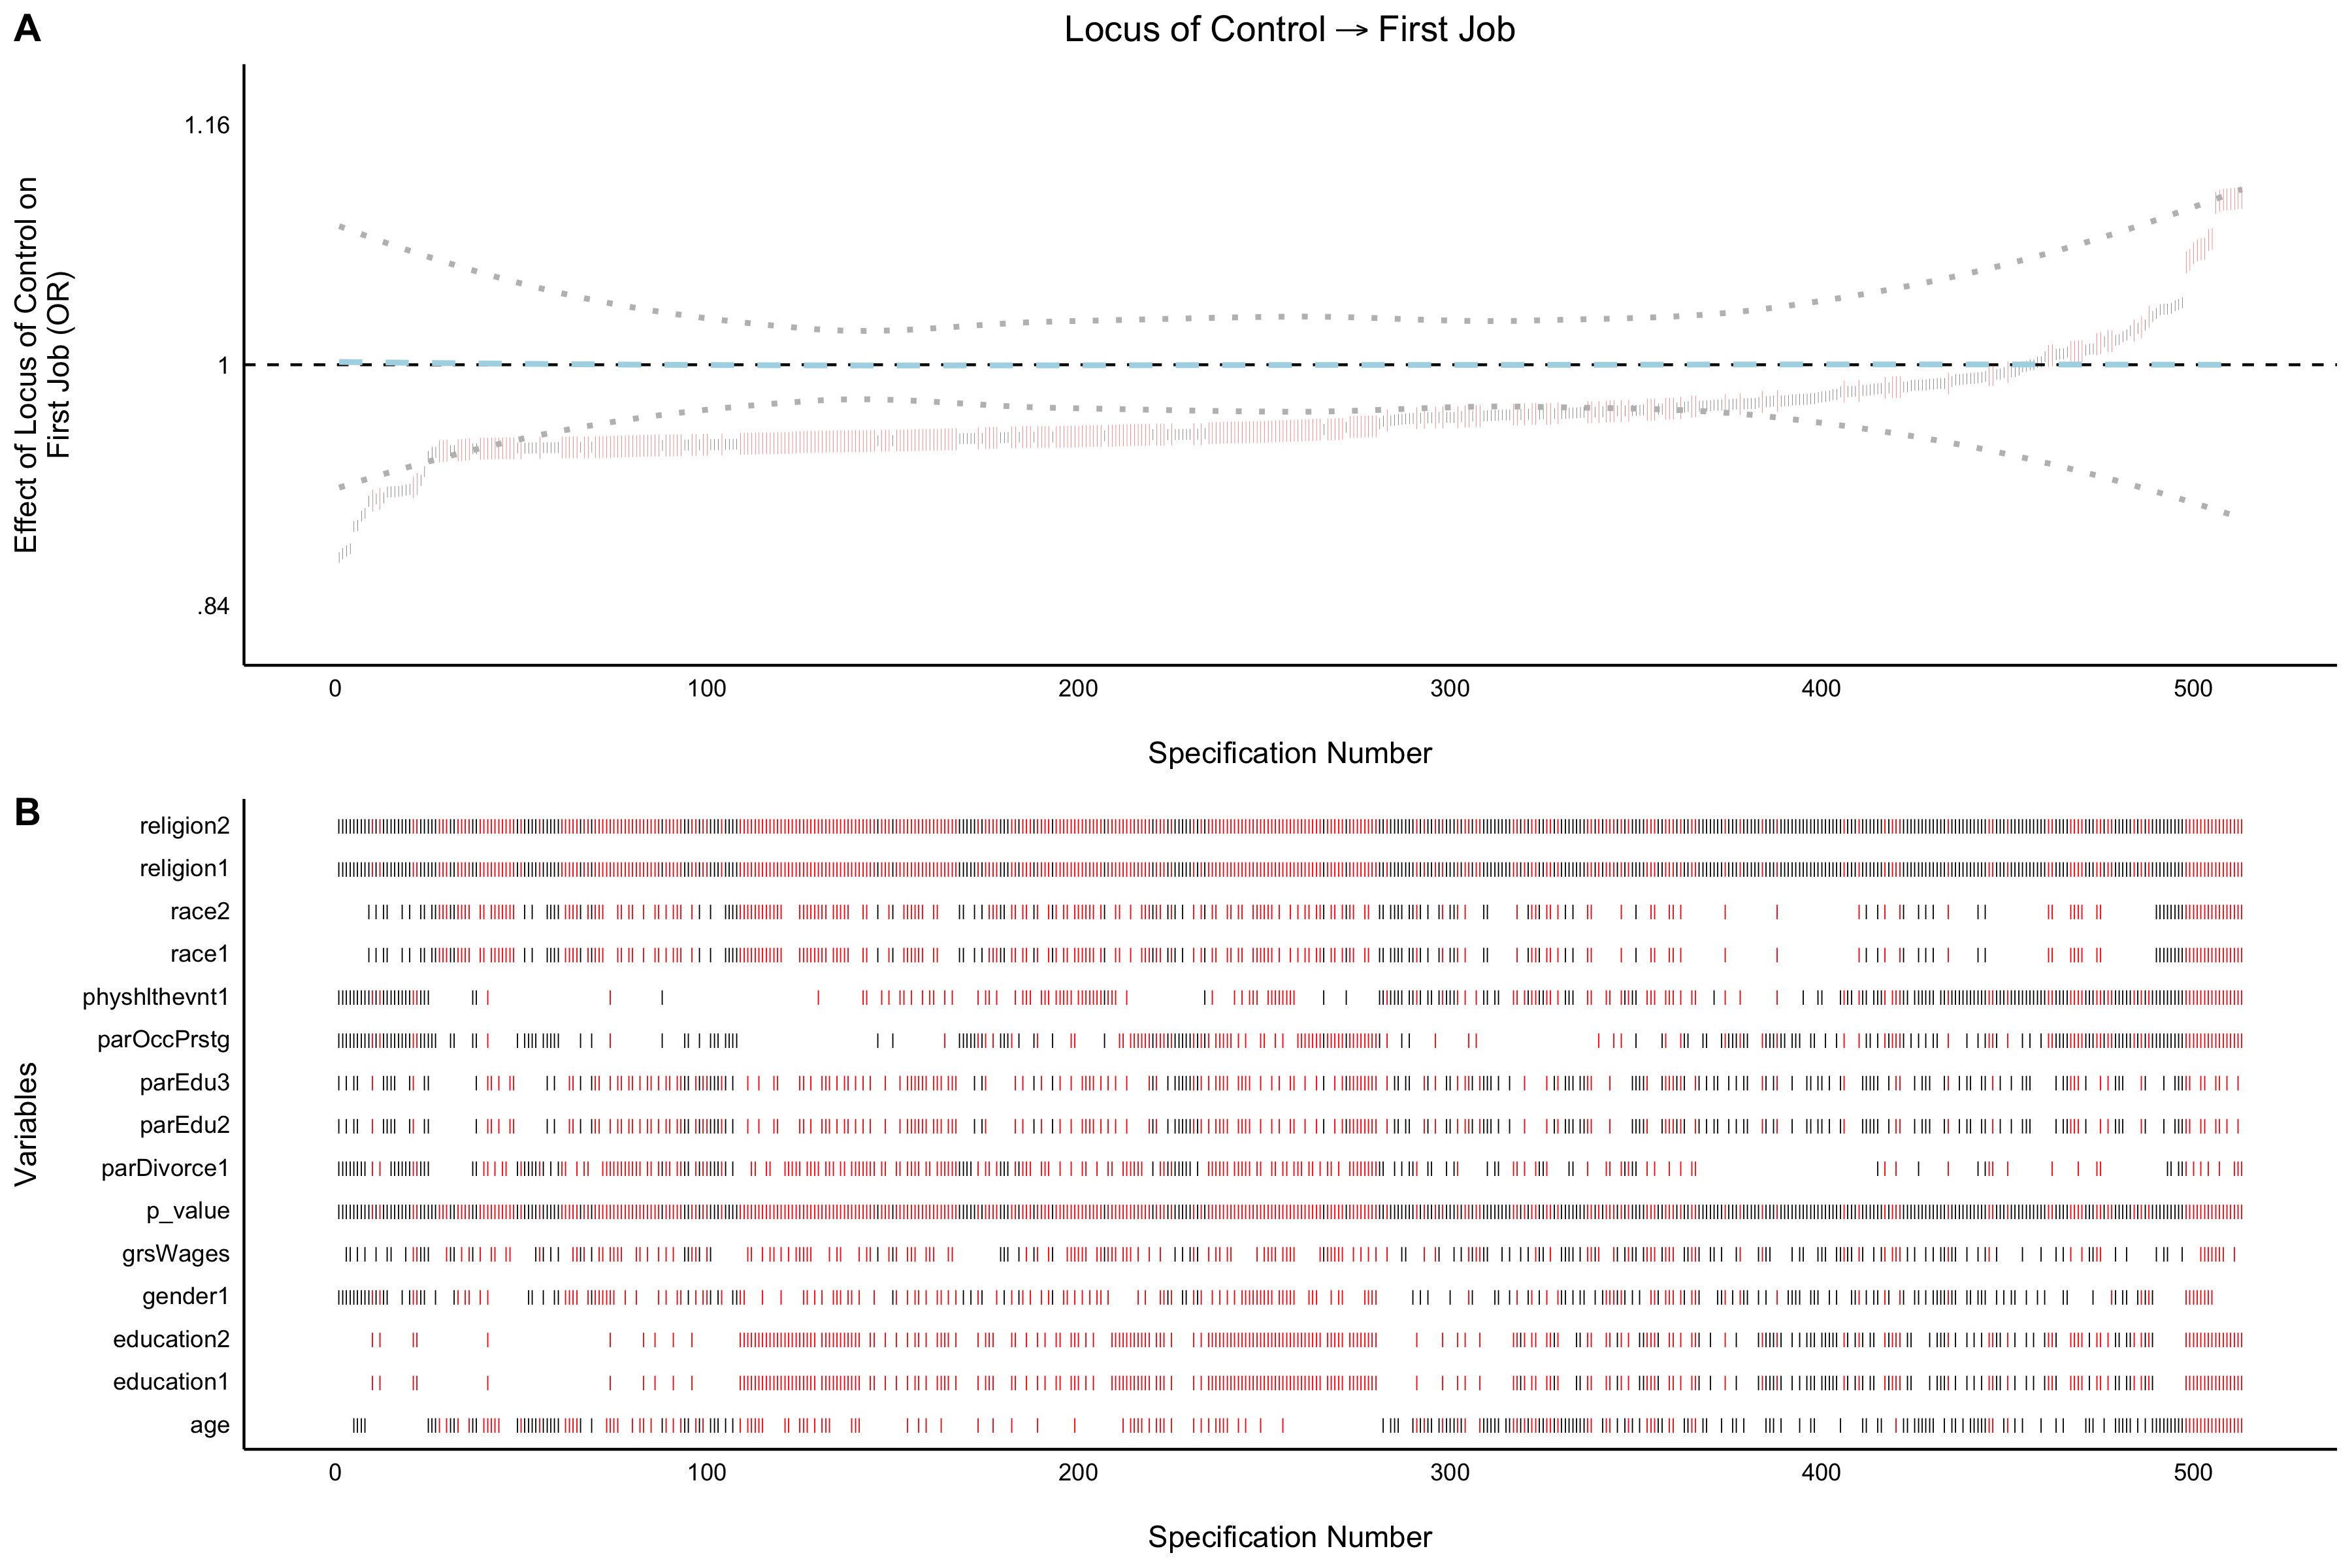 A
Locus of Control → First Job
Effect of Locus of Control on
First Job (OR)
1.16
1
.84
0 100 200 300 400 500
Specification Number
B
Variables
religion2
religion1
race2
race1
physhlthevnt1
parOccPrstg
parEdu3
parEdu2
parDivorce1
p_value
grsWages
gender1
education2
education1
age
0 100 200 300 400 500
Specification Number